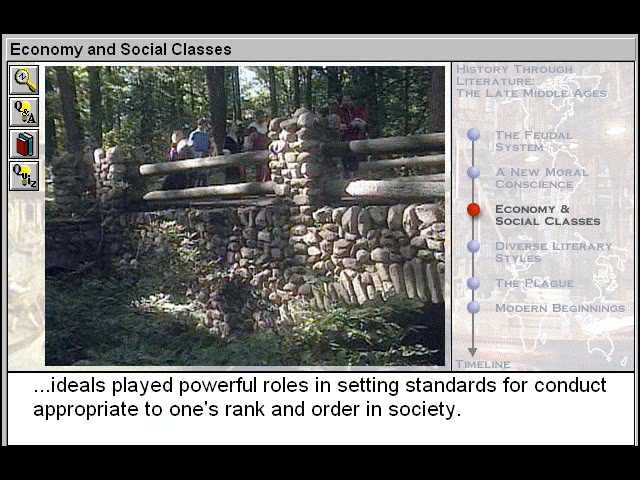 Economy and Social Classes
Q&A
Quiz
History Through
Literature:
The Late Middle Ages
The Feudal
System
A New Moral
Conscience
Economy &
Social Classes
Diverse Literary
Styles
The Plague
Modern Beginnings
Timeline
...ideals played powerful roles in setting standards for conduct
appropriate to one's rank and order in society.